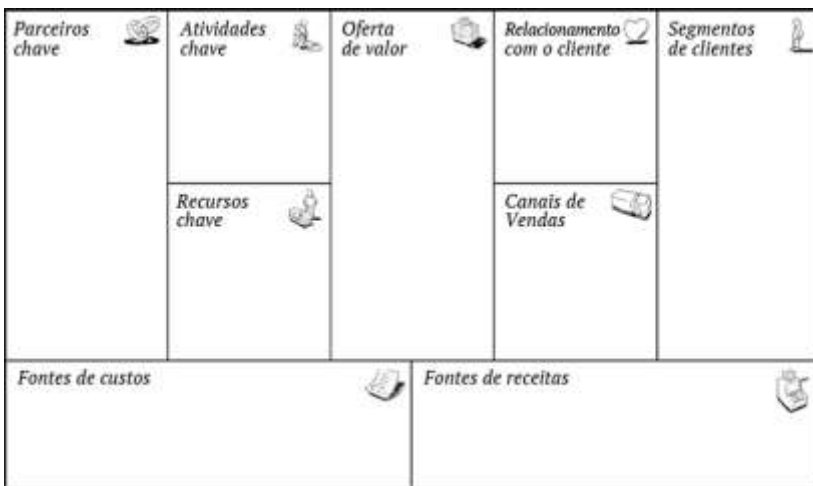 Parceiros
chave
Atividades
chave
Oferta
de valor
Relacionamento
com o cliente
Segmentos
de clientes
Recursos
chave
Canais de
Vendas
Fontes de custos
Fontes de receitas